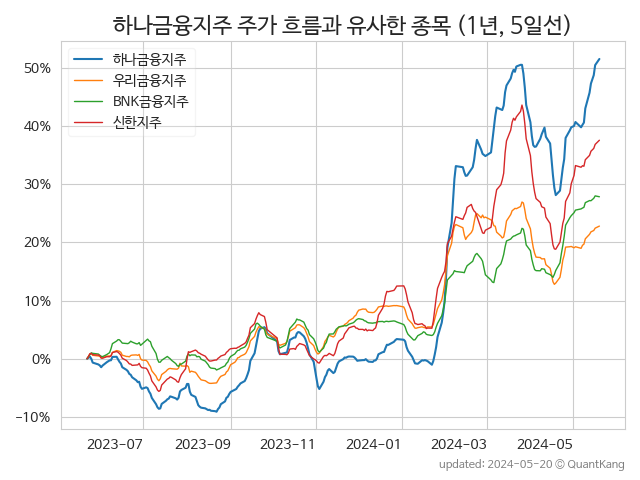 하나금융지주 주가 흐름과 유사한 종목 (1년, 5일선)
하나금융지주
우리금융지주
BNK금융지주
신한지주
50%
40%
30%
20%
10%
0%
−10%
2023-07
2023-09
2023-11
2024-01
2024-03
2024-05
updated: 2024-05-20 © QuantKang